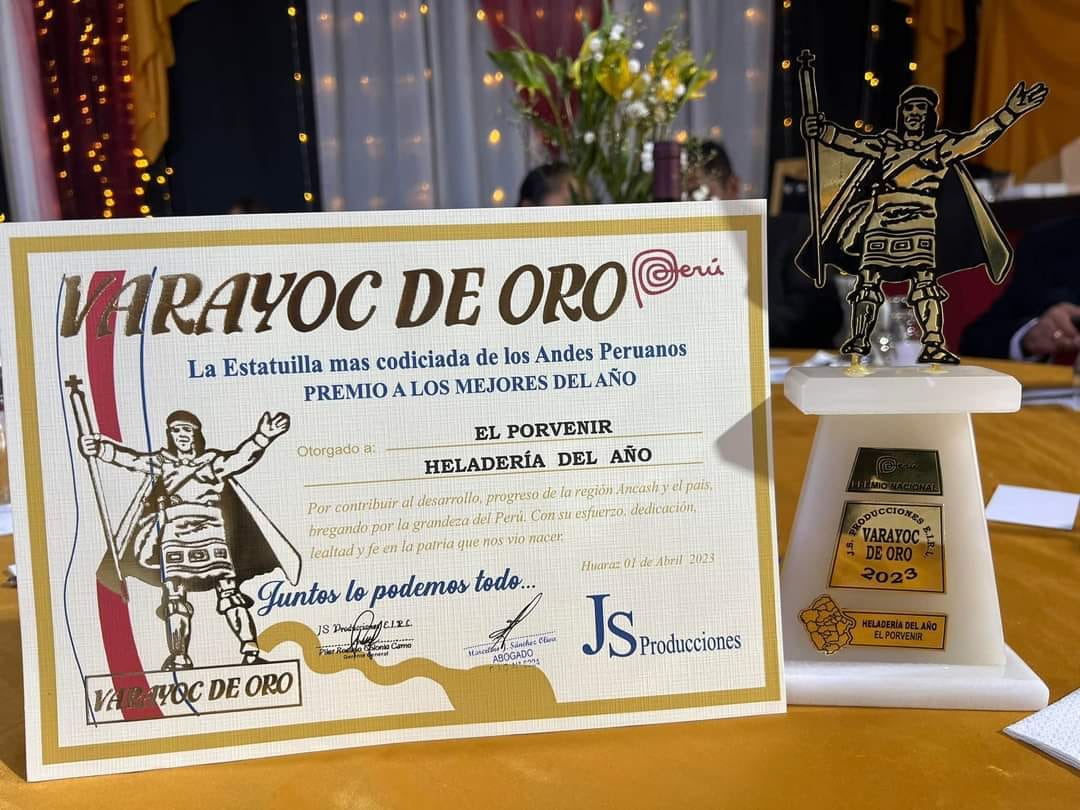 VARAYOC DE ORO
Perú
La Estatuilla mas codiciada de los Andes Peruanos
PREMIO A LOS MEJORES DEL AÑO
Otorgado a:
EL PORVENIR
HELADERÍA DEL AÑO
Por contribuir al desarrollo, progreso de la región Ancash y el país,
bregando por la grandeza del Perú. Con su esfuerzo, dedicación,
lealtad y fe en la patria que nos vio nacer.
Huaraz 01 de Abril 2023
Juntos lo podemos todo...
JS Producciones E.I.R.L.
Gerente General
ABOGADO
JS Producciones
VARAYOC DE ORO
Perú
PREMIO NACIONAL
J.S. PRODUCCIONES E.I.R.L.
VARAYOC
DE ORO
2023
HELADERÍA DEL AÑO
EL PORVENIR